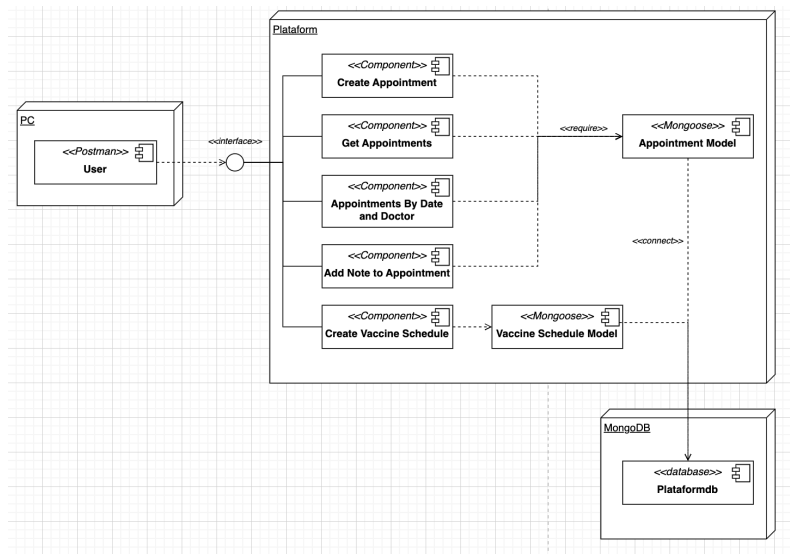 Plataform
<<Component>>
Create Appointment
PC
<<Postman>>
User
<<interface>>
<<Component>>
Get Appointments
<<require>>
<<Mongoose>>
Appointment Model
<<Component>>
Appointments By Date
and Doctor
<<connect>>
<<Component>>
Add Note to Appointment
<<Component>>
Create Vaccine Schedule
<<Mongoose>>
Vaccine Schedule Model
MongoDB
<<database>>
Plataformdb